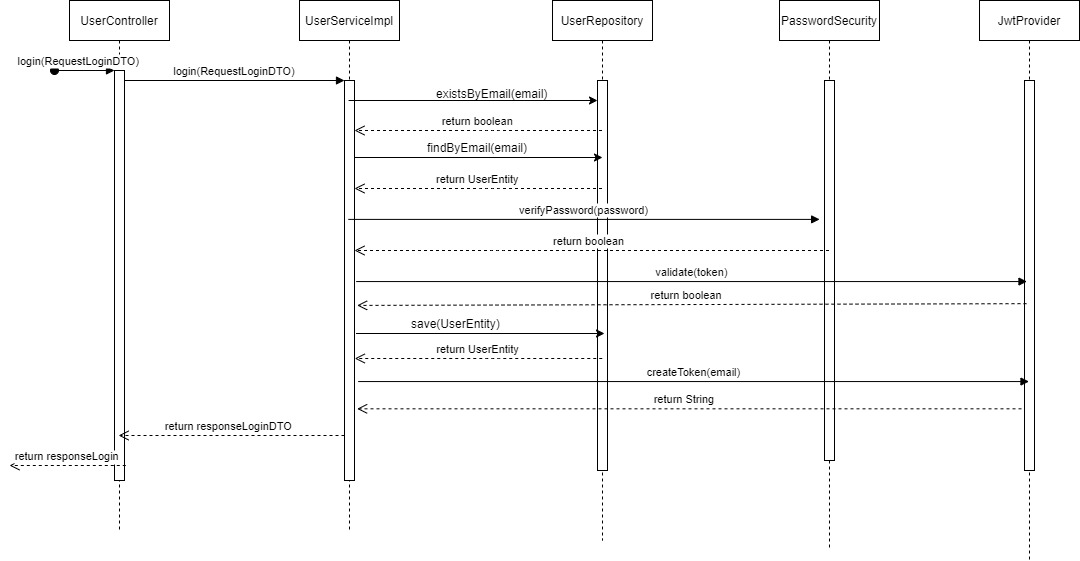 UserController
UserServiceImpl
UserRepository
PasswordSecurity
JwtProvider
login(RequestLoginDTO)
login(RequestLoginDTO)
existsByEmail(email)
return boolean
findByEmail(email)
return UserEntity
verifyPassword(password)
return boolean
validate(token)
return boolean
save(UserEntity)
return UserEntity
createToken(email)
return String
return responseLoginDTO
return responseLogin